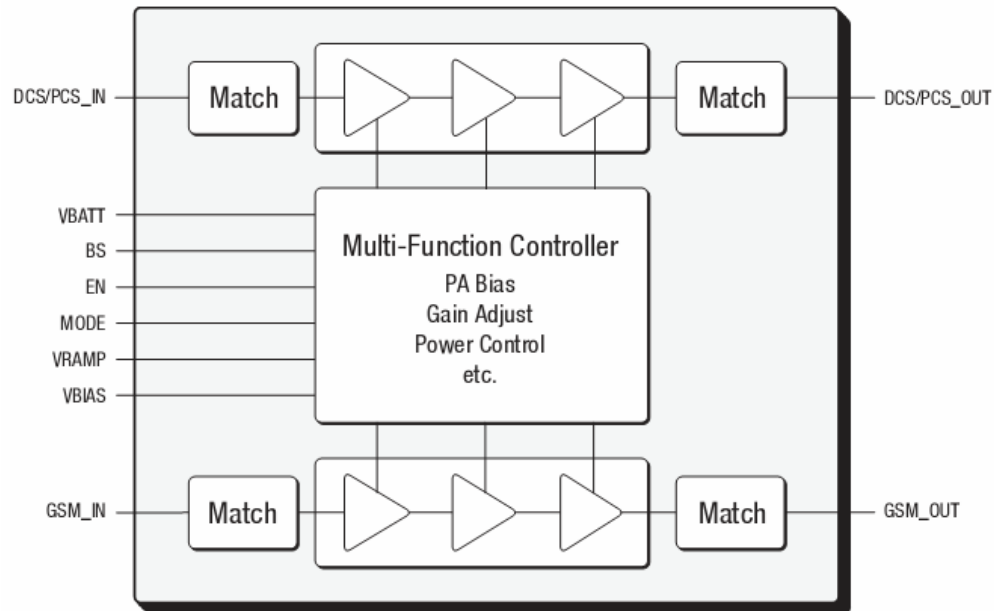 DCS/PCS_IN
Match
Match
DCS/PCS_OUT
VBATT
BS
EN
MODE
VRAMP
VBIAS
Multi-Function Controller
PA Bias
Gain Adjust
Power Control
etc.
GSM_IN
Match
Match
GSM_OUT